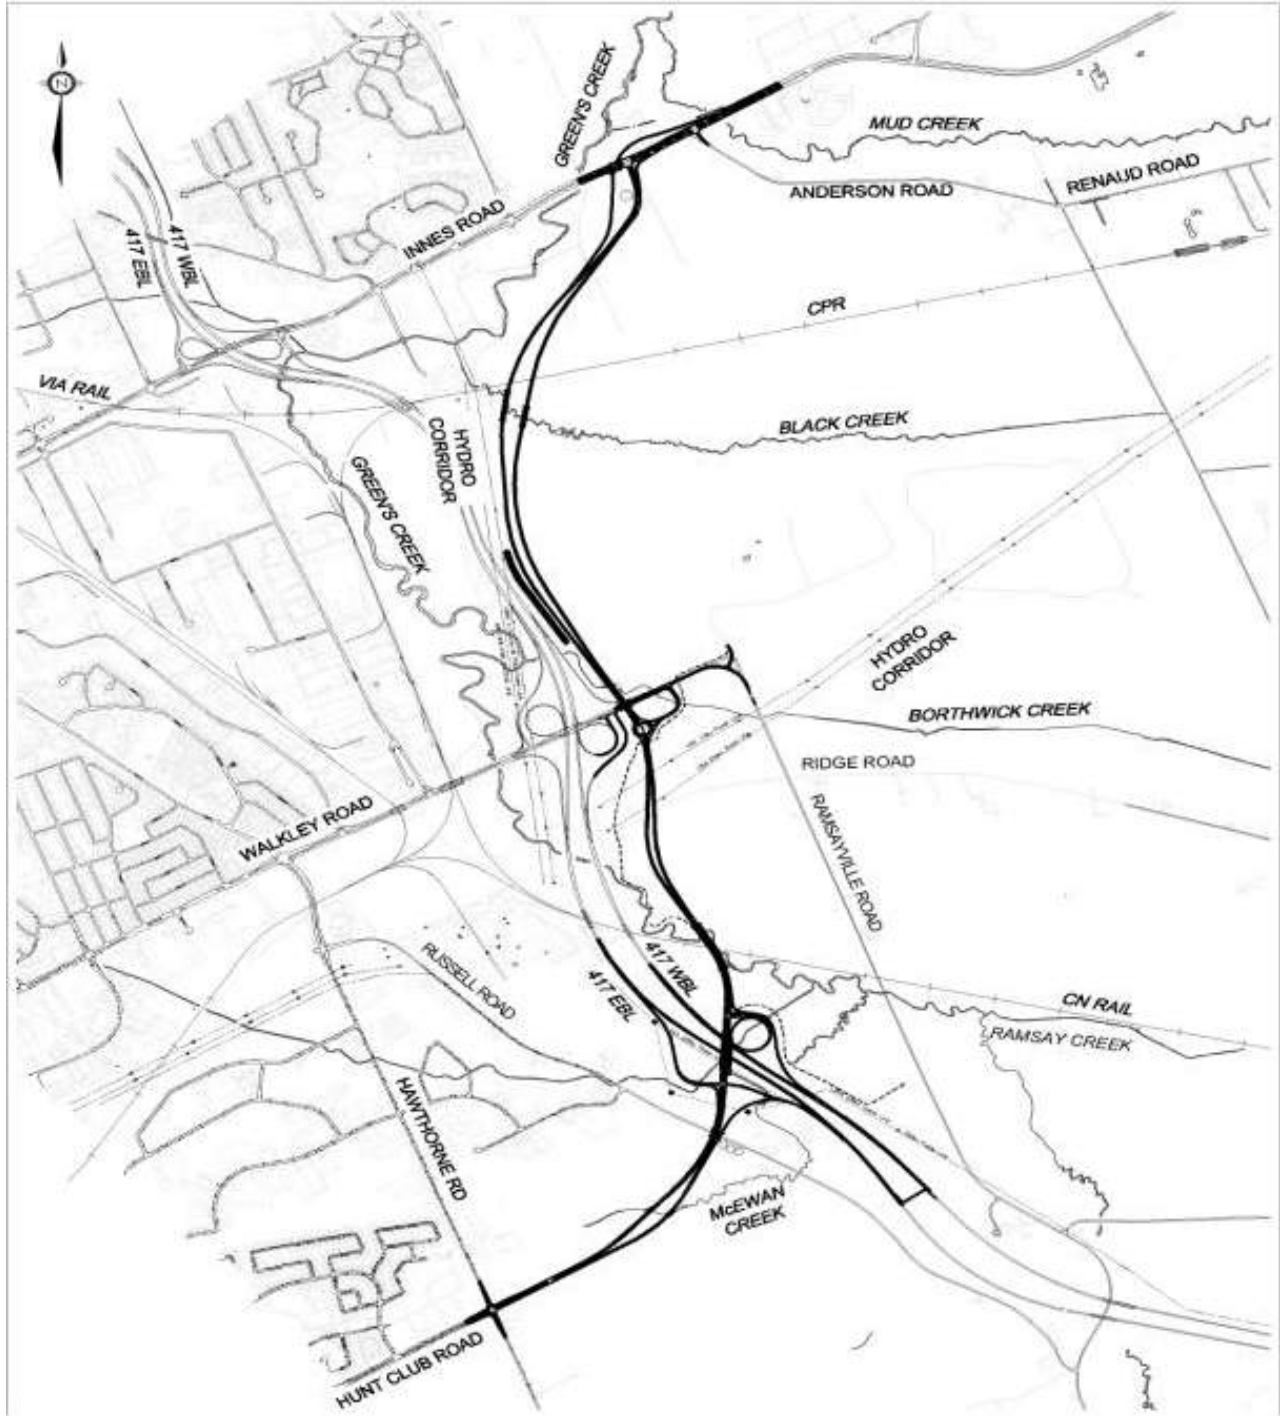 GREEN'S CREEK
MUD CREEK
RENAUD ROAD
ANDERSON ROAD
INNES ROAD
417 WBL
417 EBL
CPR
VIA RAIL
BLACK CREEK
HYDRO
CORRIDOR
GREEN'S CREEK
HYDRO
CORRIDOR
BORTHWICK CREEK
RIDGE ROAD
WALKLEY ROAD
RAMSAYVILLE ROAD
RUSSELL ROAD
417 WBL
417 EBL
CN RAIL
RAMSAY CREEK
HAWTHORNE RD
McEWAN
CREEK
HUNT CLUB ROAD